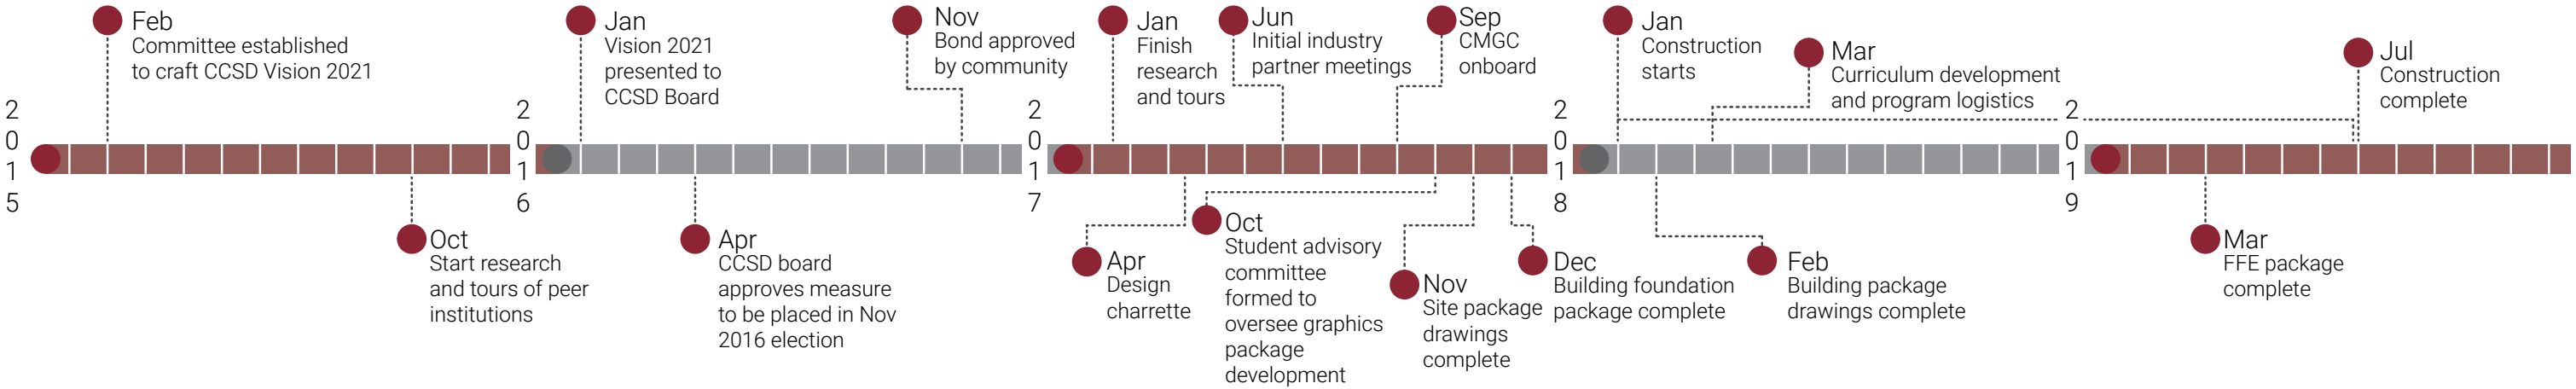 2
0
1
5
Feb
Committee established
to craft CCSD Vision 2021
Oct
Start research
and tours of peer
institutions
2
0
1
6
Jan
Vision 2021
presented to
CCSD Board
Apr
CCSD board
approves measure
to be placed in Nov
2016 election
Nov
Bond approved
by community
2
0
1
7
Jan
Finish
research
and tours
Apr
Design
charrette
Jun
Initial industry
partner meetings
Sep
CMGC
onboard
Oct
Student advisory
committee
formed to
oversee graphics
package
development
Nov
Site package
drawings
complete
Dec
Building foundation
package complete
2
0
1
8
Jan
Construction
starts
Feb
Building package
drawings complete
Mar
Curriculum development
and program logistics
2
0
1
9
Mar
FFE package
complete
Jul
Construction
complete